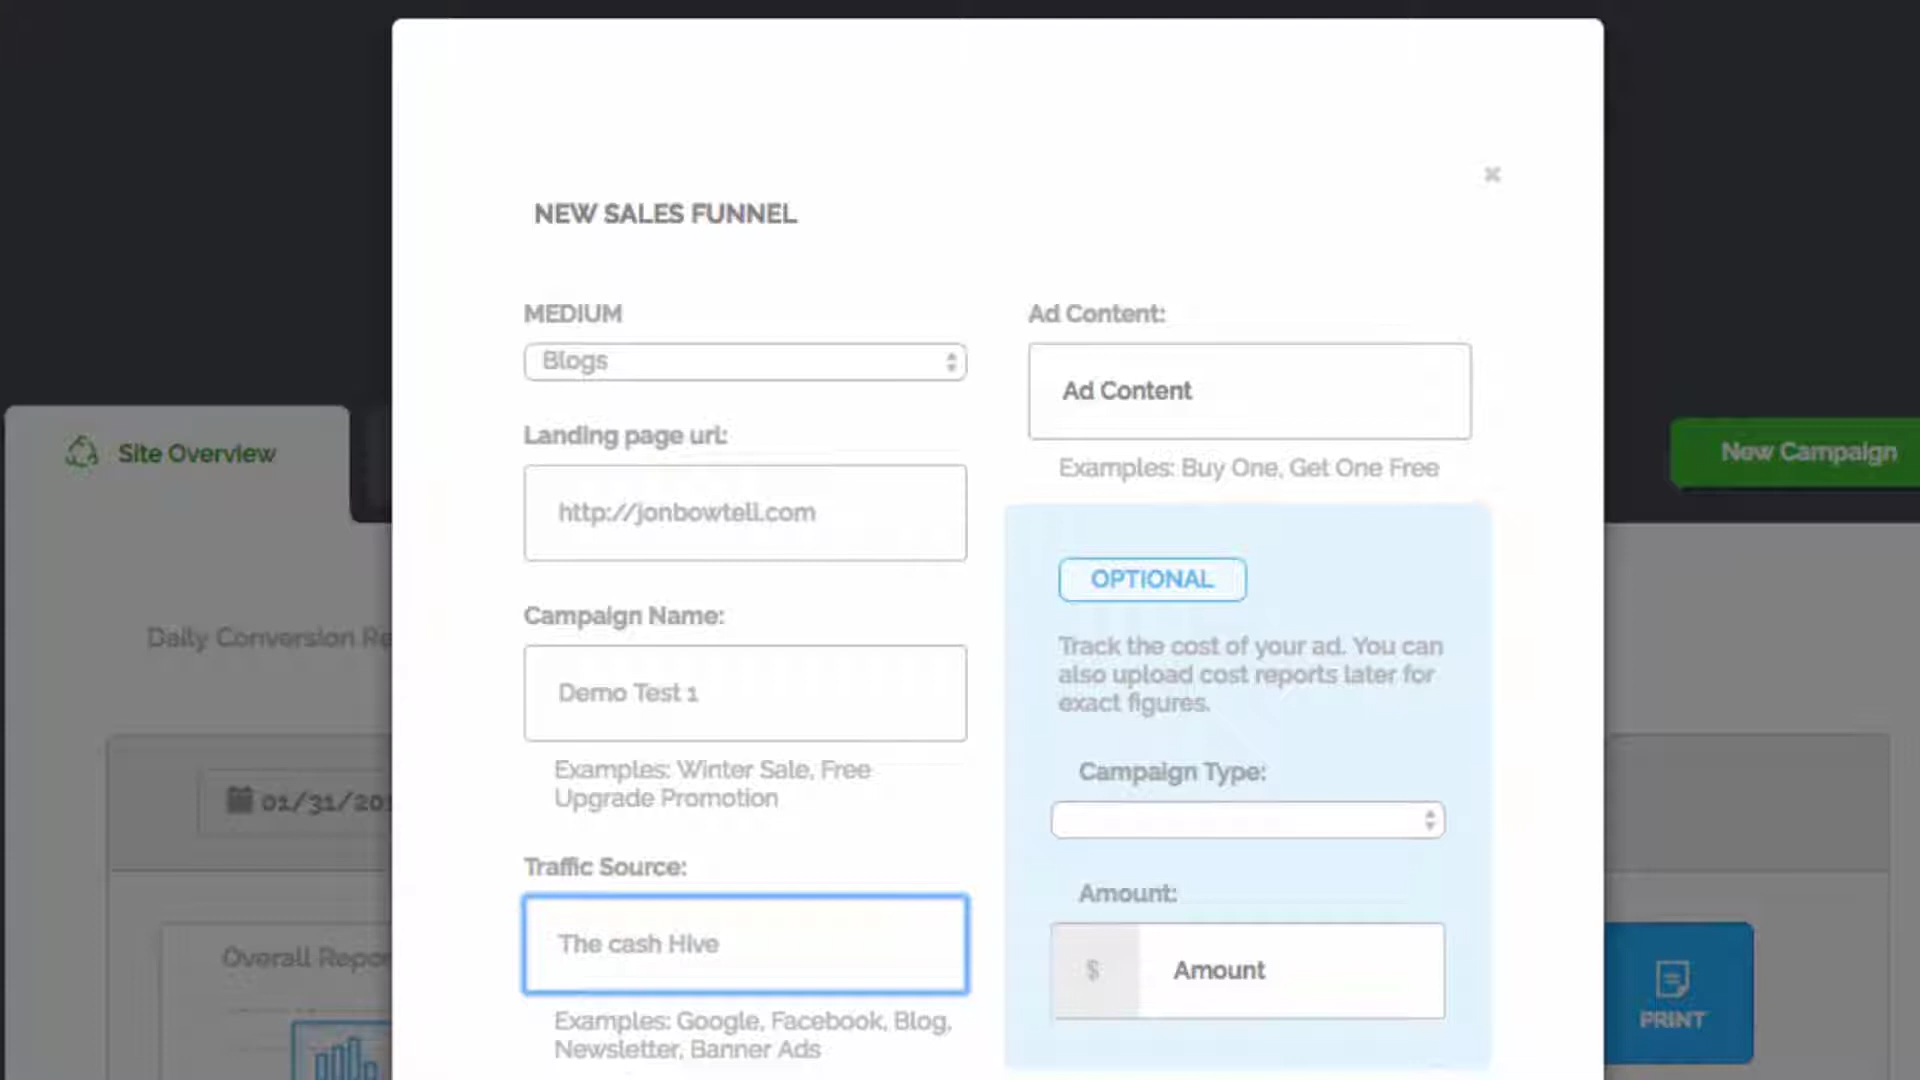 NEW SALES FUNNEL
MEDIUM
Blogs
Landing page url:
http://jonbowtell.com
Campaign Name:
Demo Test 1
Examples: Winter Sale, Free
Upgrade Promotion
Traffic Source:
The cash Hive
Examples: Google, Facebook, Blog,
Newsletter, Banner Ads
Ad Content:
Ad Content
Examples: Buy One, Get One Free
OPTIONAL
Track the cost of your ad. You can
also upload cost reports later for
exact figures.
Campaign Type:
Amount:
$ Amount
Site Overview
New Campaign
Daily Conversion
01/31/201
Overall
PRINT